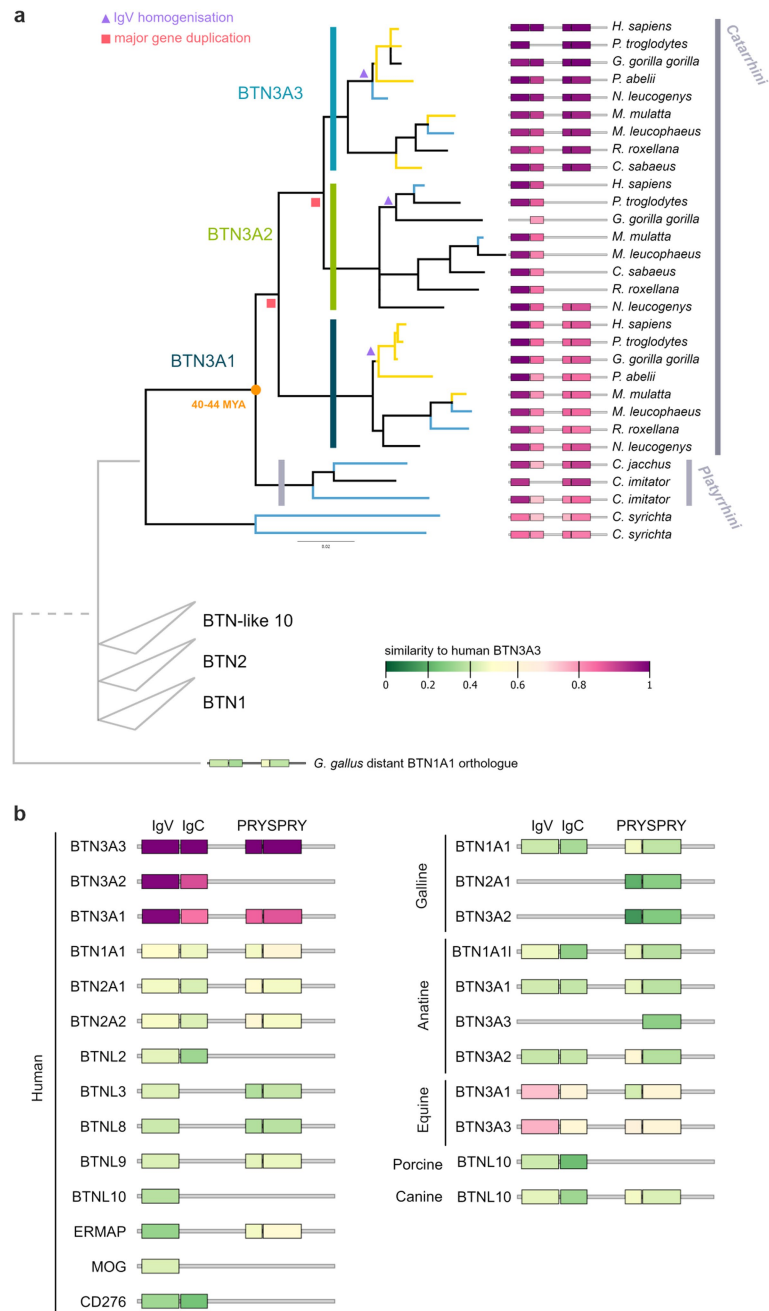 a
IgV homogenisation
major gene duplication
BTN3A3
BTN3A2
BTN3A1
40-44 MYA
0.02
H. sapiens
P. troglodytes
G. gorilla gorilla
P. abelii
N. leucogenys
M. mulatta
M. leucophaeus
R. roxellana
C. sabaeus
H. sapiens
P. troglodytes
G. gorilla gorilla
M. mulatta
M. leucophaeus
C. sabaeus
R. roxellana
N. leucogenys
H. sapiens
P. troglodytes
G. gorilla gorilla
P. abelii
M. mulatta
M. leucophaeus
R. roxellana
N. leucogenys
C. jacchus
C. imitator
C. imitator
C. syrichta
C. syrichta
Catarrhini
Platyrrhini
BTN-like 10
BTN2
BTN1
similarity to human BTN3A3
0 0.2 0.4 0.6 0.8 1
G. gallus distant BTN1A1 orthologue
b
IgV IgC PRYSPRY
Human
BTN3A3
BTN3A2
BTN3A1
BTN1A1
BTN2A1
BTN2A2
BTNL2
BTNL3
BTNL8
BTNL9
BTNL10
ERMAP
MOG
CD276
IgV IgC PRYSPRY
Galline
BTN1A1
BTN2A1
BTN3A2
Anatine
BTN1A1l
BTN3A1
BTN3A3
BTN3A2
Equine
BTN3A1
BTN3A3
Porcine BTNL10
Canine BTNL10